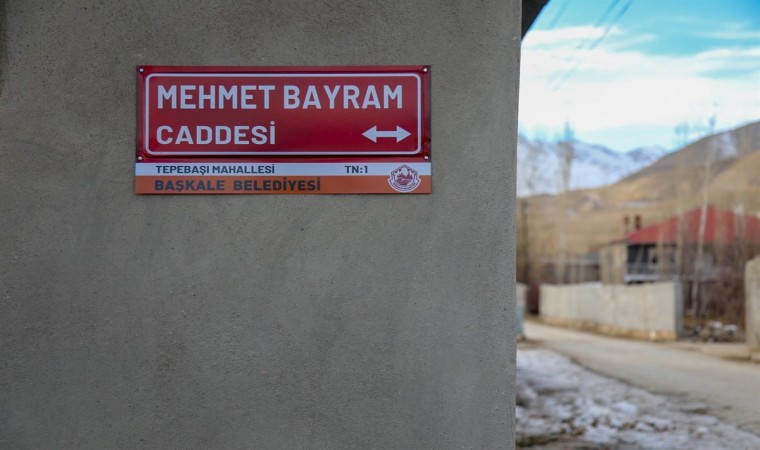 MEHMET BAYRAM
CADDESİ
TEPEBAŞI MAHALLESİ TN:1
BAŞKALE BELEDİYESİ